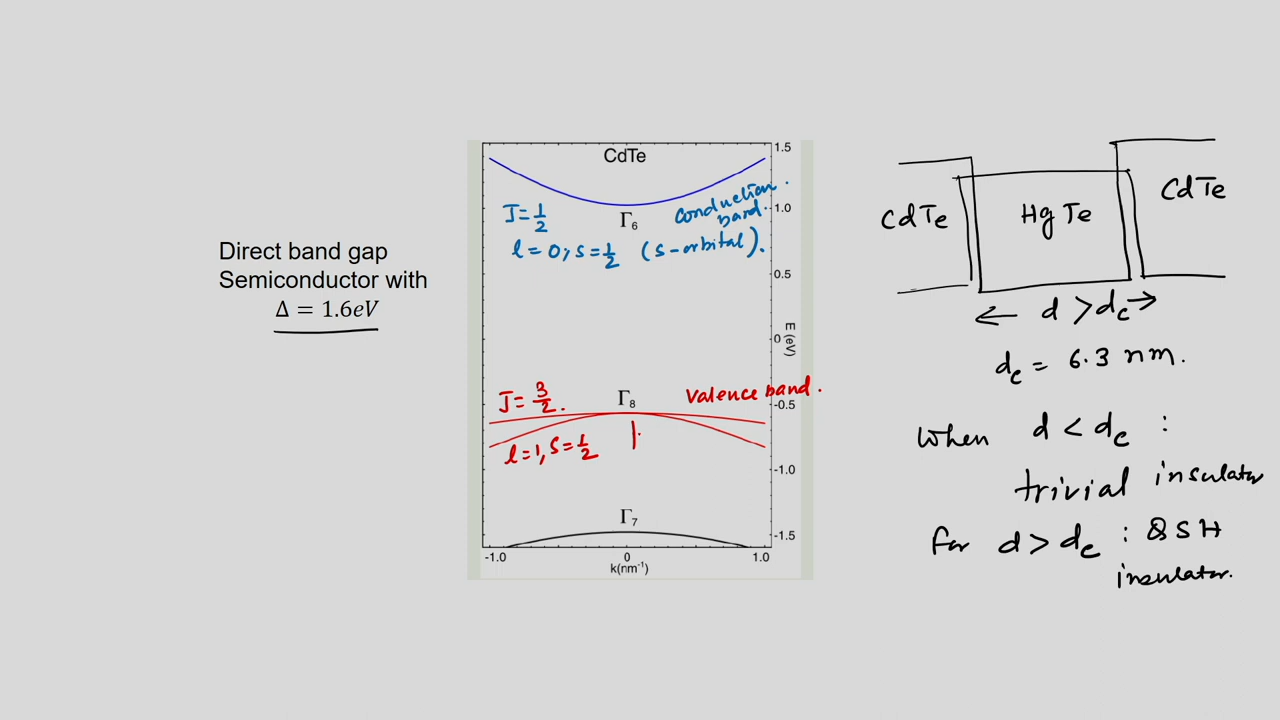 Direct band gap
Semiconductor with
Δ = 1.6eV
CdTe
Γ6
J=1/2
conduction band.
l=0; s=1/2 (s-orbital).
1.5
1.0
0.5
0
-0.5
-1.0
-1.5
E (eV)
Γ8
J=3/2.
Valence band.
l=1, s=1/2
Γ7
-1.0 0 1.0
k(nm⁻¹)
CdTe HgTe CdTe
← d > dc →
dc = 6.3 nm.
When d < dc :
trivial insulator
For d > dc : QSH
insulator.